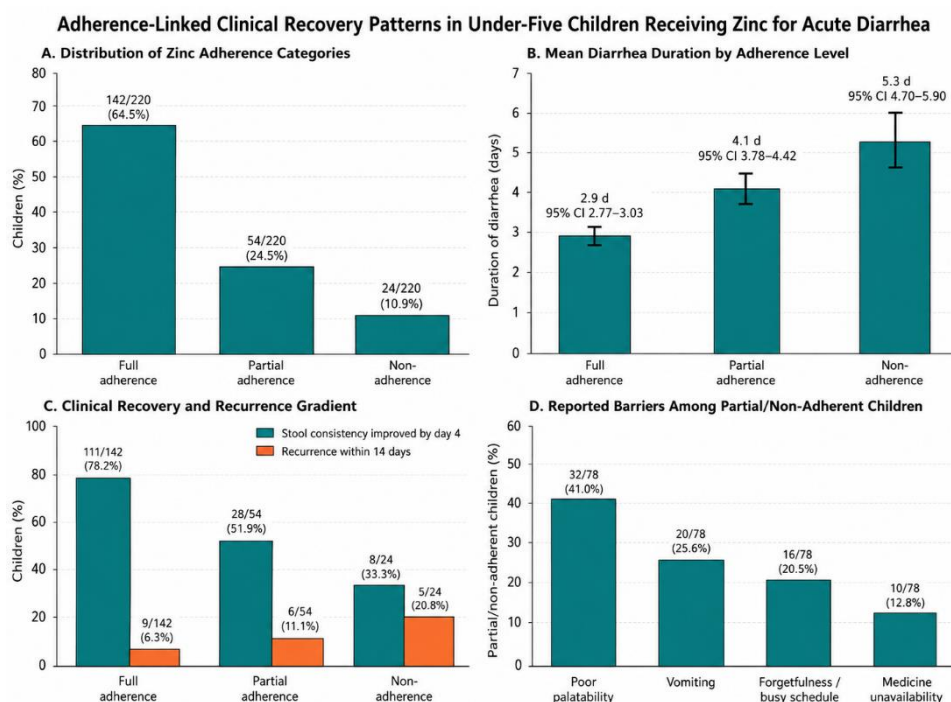 Adherence-Linked Clinical Recovery Patterns in Under-Five Children Receiving Zinc for Acute Diarrhea
A. Distribution of Zinc Adherence Categories
Children (%)
80
70
60
50
40
30
20
10
0
142/220
(64.5%)
54/220
(24.5%)
24/220
(10.9%)
Full
adherence
Partial
adherence
Non-
adherence
B. Mean Diarrhea Duration by Adherence Level
Duration of diarrhea (days)
7
6
5
4
3
2
1
0
2.9 d
95% CI 2.77–3.03
4.1 d
95% CI 3.78–4.42
5.3 d
95% CI 4.70–5.90
Full
adherence
Partial
adherence
Non-
adherence
C. Clinical Recovery and Recurrence Gradient
Children (%)
100
80
60
40
20
0
Stool consistency improved by day 4
Recurrence within 14 days
111/142
(78.2%)
9/142
(6.3%)
28/54
(51.9%)
6/54
(11.1%)
8/24
(33.3%)
5/24
(20.8%)
Full
adherence
Partial
adherence
Non-
adherence
D. Reported Barriers Among Partial/Non-Adherent Children
Partial/non-adherent children (%)
60
50
40
30
20
10
0
32/78
(41.0%)
20/78
(25.6%)
16/78
(20.5%)
10/78
(12.8%)
Poor
palatability
Vomiting
Forgetfulness /
busy schedule
Medicine
unavailability